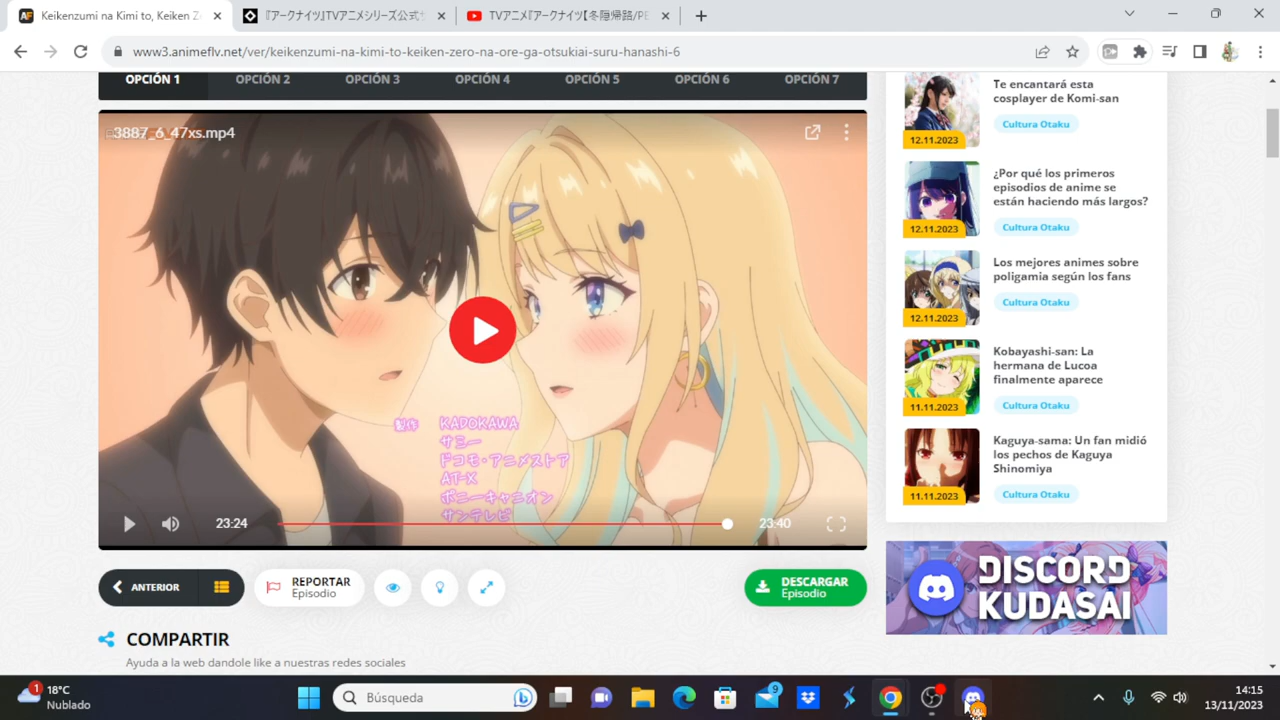 Keikenzumi na Kimi to, Keiken Z
『アークナイツ』TVアニメシリーズ公式サ
TVアニメ『アークナイツ【冬隠帰路/PE
www3.animeflv.net/ver/keikenzumi-na-kimi-to-keiken-zero-na-ore-ga-otsukiai-suru-hanashi-6
OPCIÓN 1 OPCIÓN 2 OPCIÓN 3 OPCIÓN 4 OPCIÓN 5 OPCIÓN 6 OPCIÓN 7
3887_6_47xs.mp4
製作 KADOKAWA
サミー
ドコモ・アニメストア
AT-X
ポニーキャニオン
サンテレビ
23:24 23:40
ANTERIOR
REPORTAR
Episodio
DESCARGAR
Episodio
COMPARTIR
Ayuda a la web dandole like a nuestras redes sociales
Te encantará esta
cosplayer de Komi-san
Cultura Otaku
12.11.2023
¿Por qué los primeros
episodios de anime se
están haciendo más largos?
Cultura Otaku
12.11.2023
Los mejores animes sobre
poligamia según los fans
Cultura Otaku
12.11.2023
Kobayashi-san: La
hermana de Lucoa
finalmente aparece
Cultura Otaku
11.11.2023
Kaguya-sama: Un fan midió
los pechos de Kaguya
Shinomiya
Cultura Otaku
11.11.2023
DISCORD
KUDASAI
1
18°C
Nublado
Búsqueda
9
14:15
13/11/2023